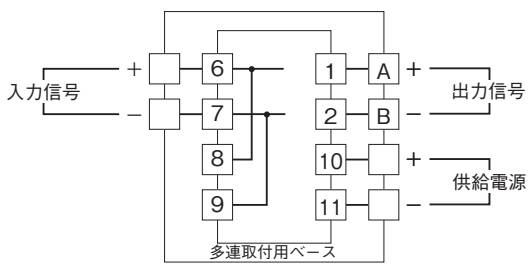 + 6 1 A +
入力信号 出力信号
− 7 2 B −
8 10 +
供給電源
9 11 −
多連取付用ベース